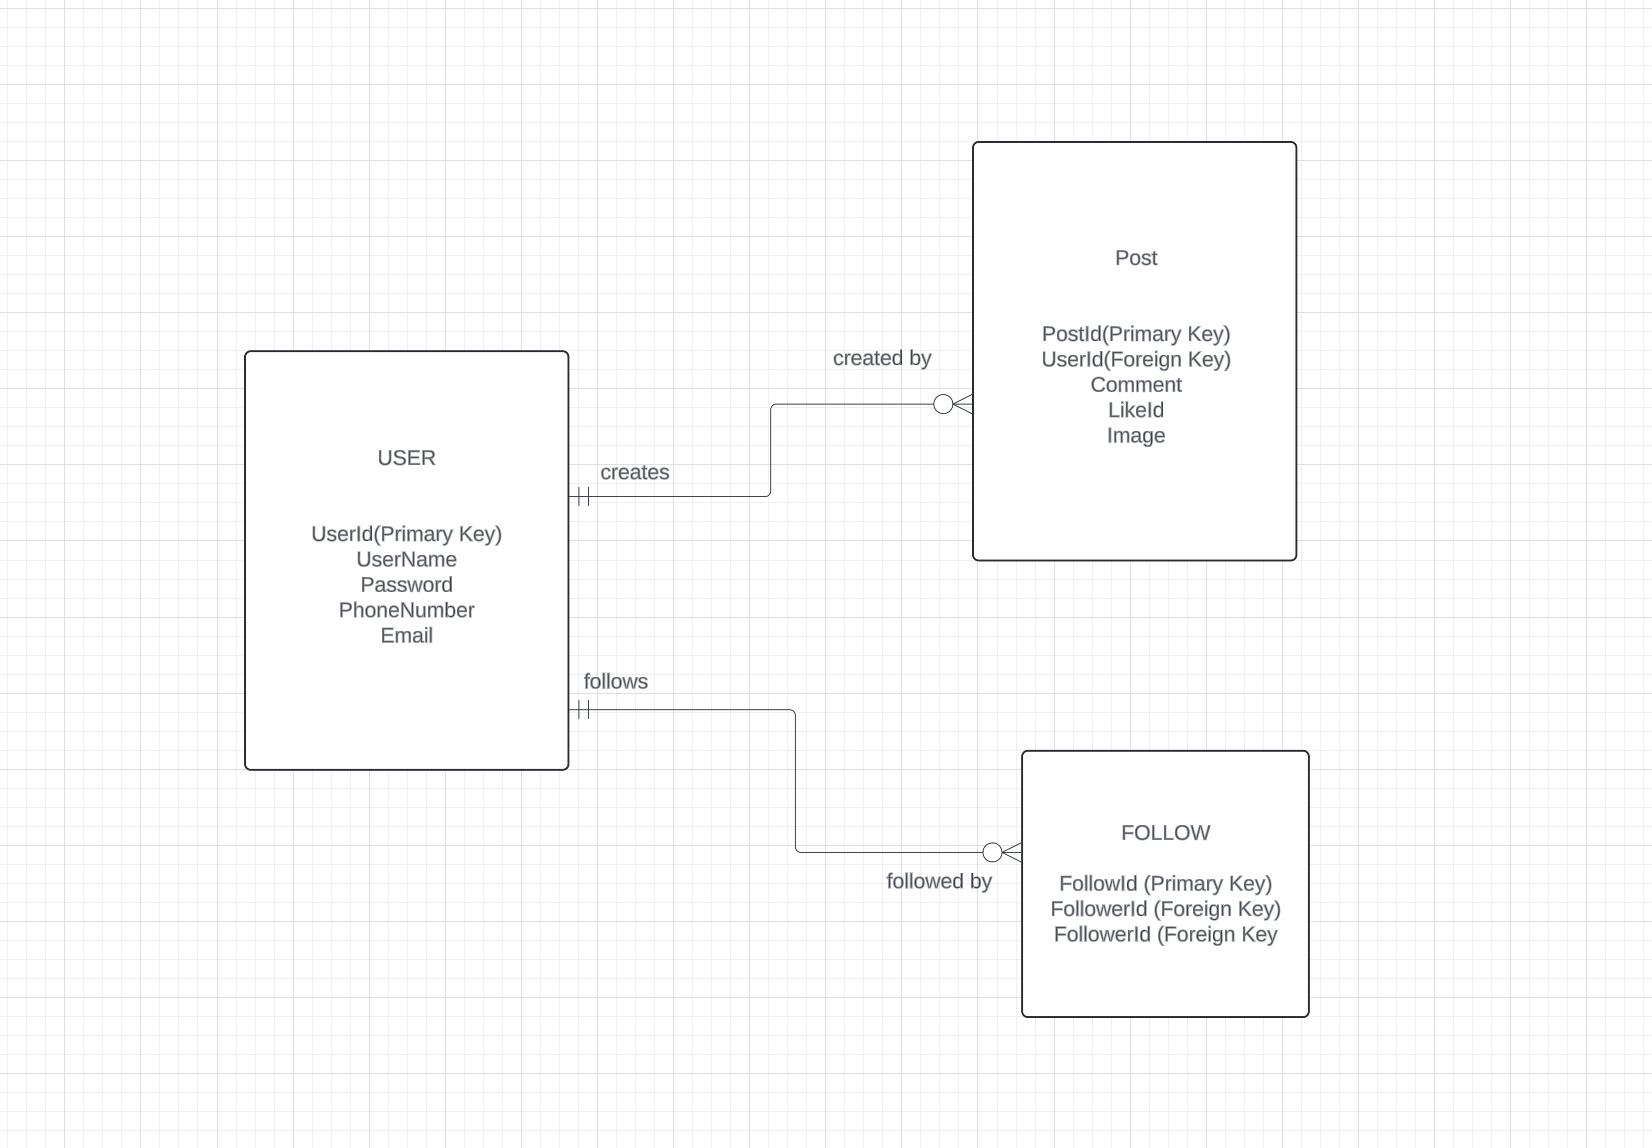 Post
PostId(Primary Key)
UserId(Foreign Key)
Comment
LikeId
Image
created by
creates
USER
UserId(Primary Key)
UserName
Password
PhoneNumber
Email
follows
followed by
FOLLOW
FollowId (Primary Key)
FollowerId (Foreign Key)
FollowerId (Foreign Key